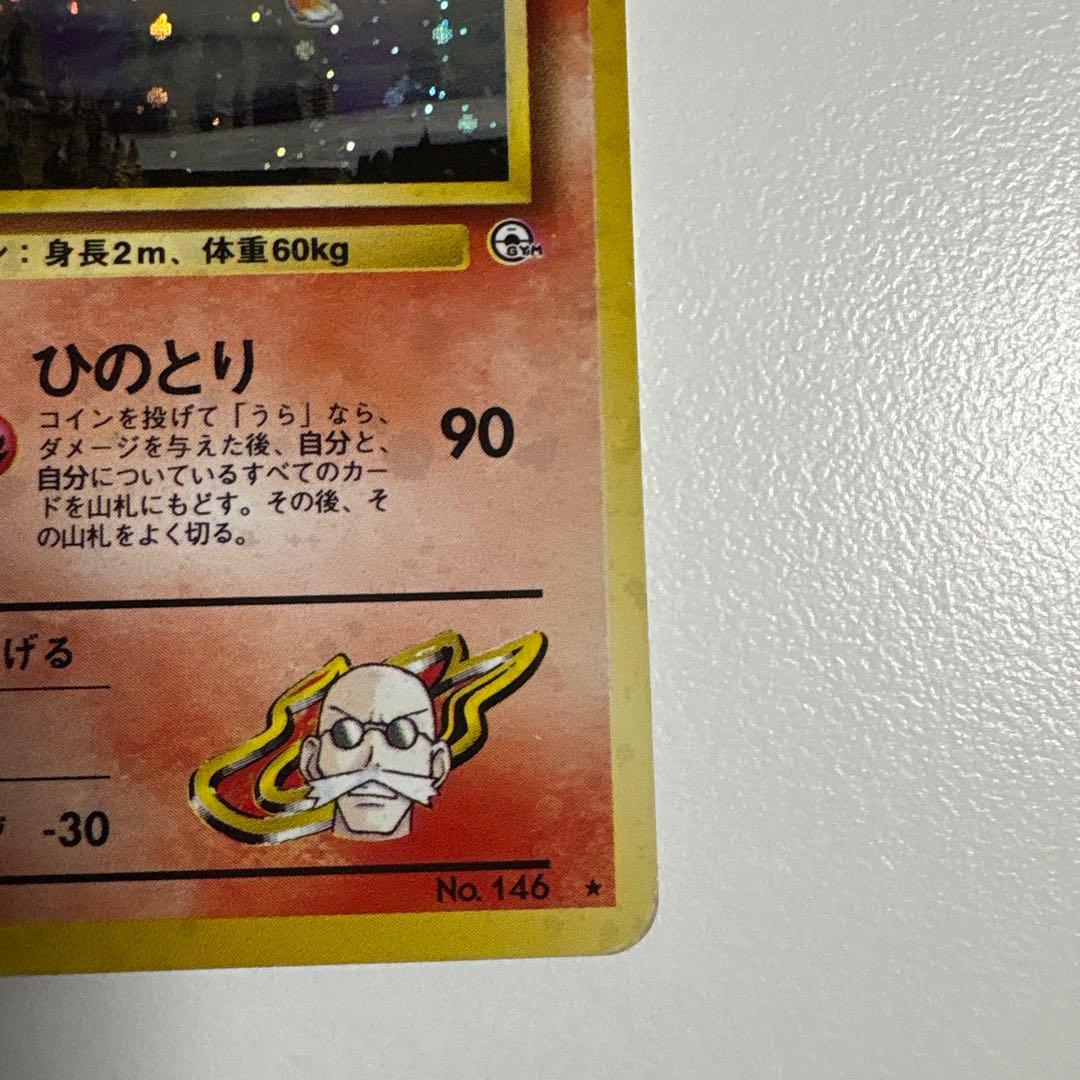 ：身長2m、体重60kg
GYM
ひのとり
コインを投げて「うら」なら、
90
ダメージを与えた後、自分と、
自分についているすべてのカー
ドを山札にもどす。その後、そ
の山札をよく切る。
げる
-30
No. 146 ★